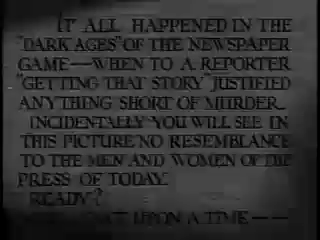 IT ALL HAPPENED IN THE
"DARK AGES" OF THE NEWSPAPER
GAME—WHEN TO A REPORTER
"GETTING THAT STORY" JUSTIFIED
ANYTHING SHORT OF MURDER.
INCIDENTALLY YOU WILL SEE IN
THIS PICTURE NO RESEMBLANCE
TO THE MEN AND WOMEN OF THE
PRESS OF TODAY.
READY?
UPON A TIME——